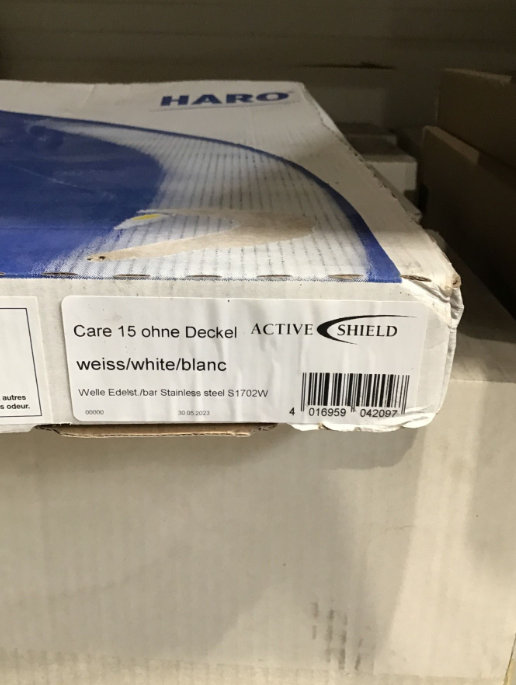 HARO
Care 15 ohne Deckel ACTIVE SHIELD
weiss/white/blanc
Welle Edelst./bar Stainless steel S1702W
00000 30.05.2023
4 016959 042097
autres
s odeur.